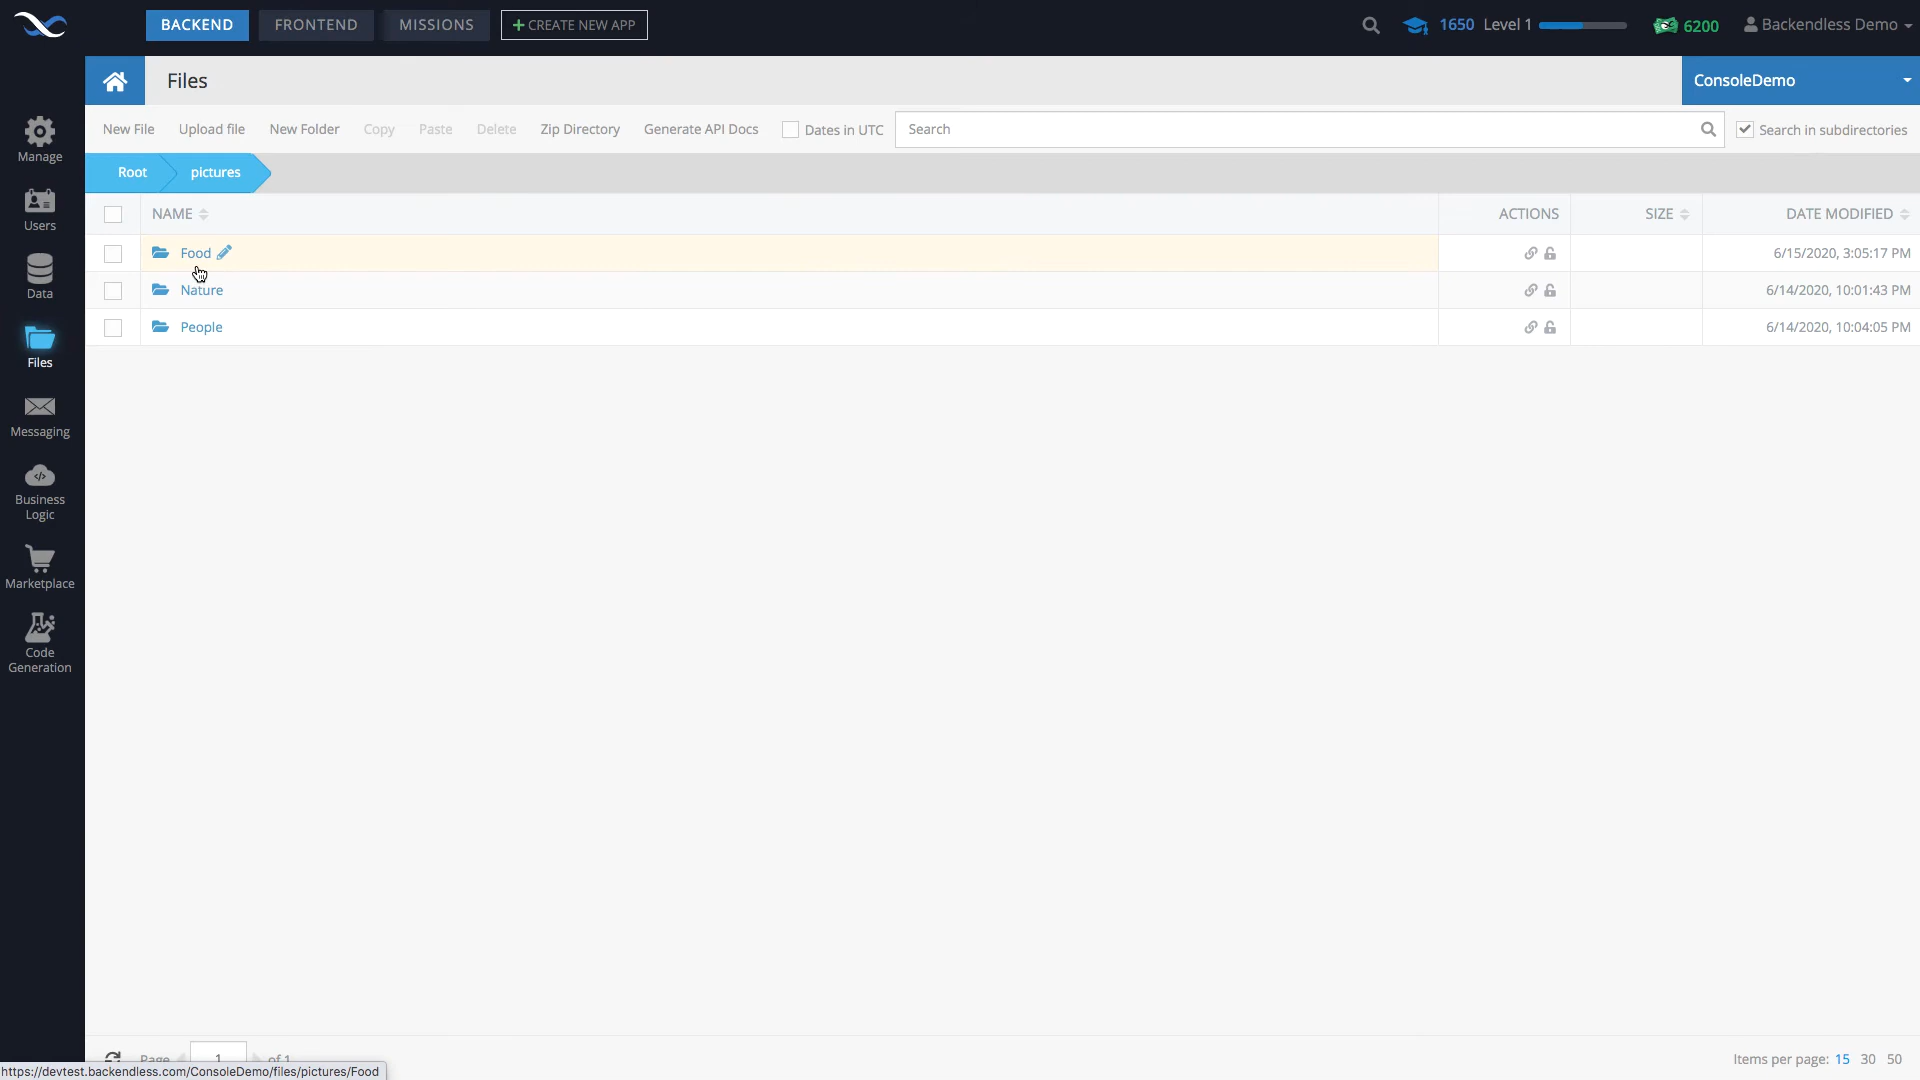 BACKEND FRONTEND MISSIONS + CREATE NEW APP 1650 Level 1 6200 Backendless Demo
Files ConsoleDemo
New File Upload file New Folder Copy Paste Delete Zip Directory Generate API Docs Dates in UTC Search Search in subdirectories
Root pictures
NAME ACTIONS SIZE DATE MODIFIED
Food 6/15/2020, 3:05:17 PM
Nature 6/14/2020, 10:01:43 PM
People 6/14/2020, 10:04:05 PM
Manage
Users
Data
Files
Messaging
Business
Logic
Marketplace
Code
Generation
Page 1 of 1 Items per page: 15 30 50
https://devtest.backendless.com/ConsoleDemo/files/pictures/Food